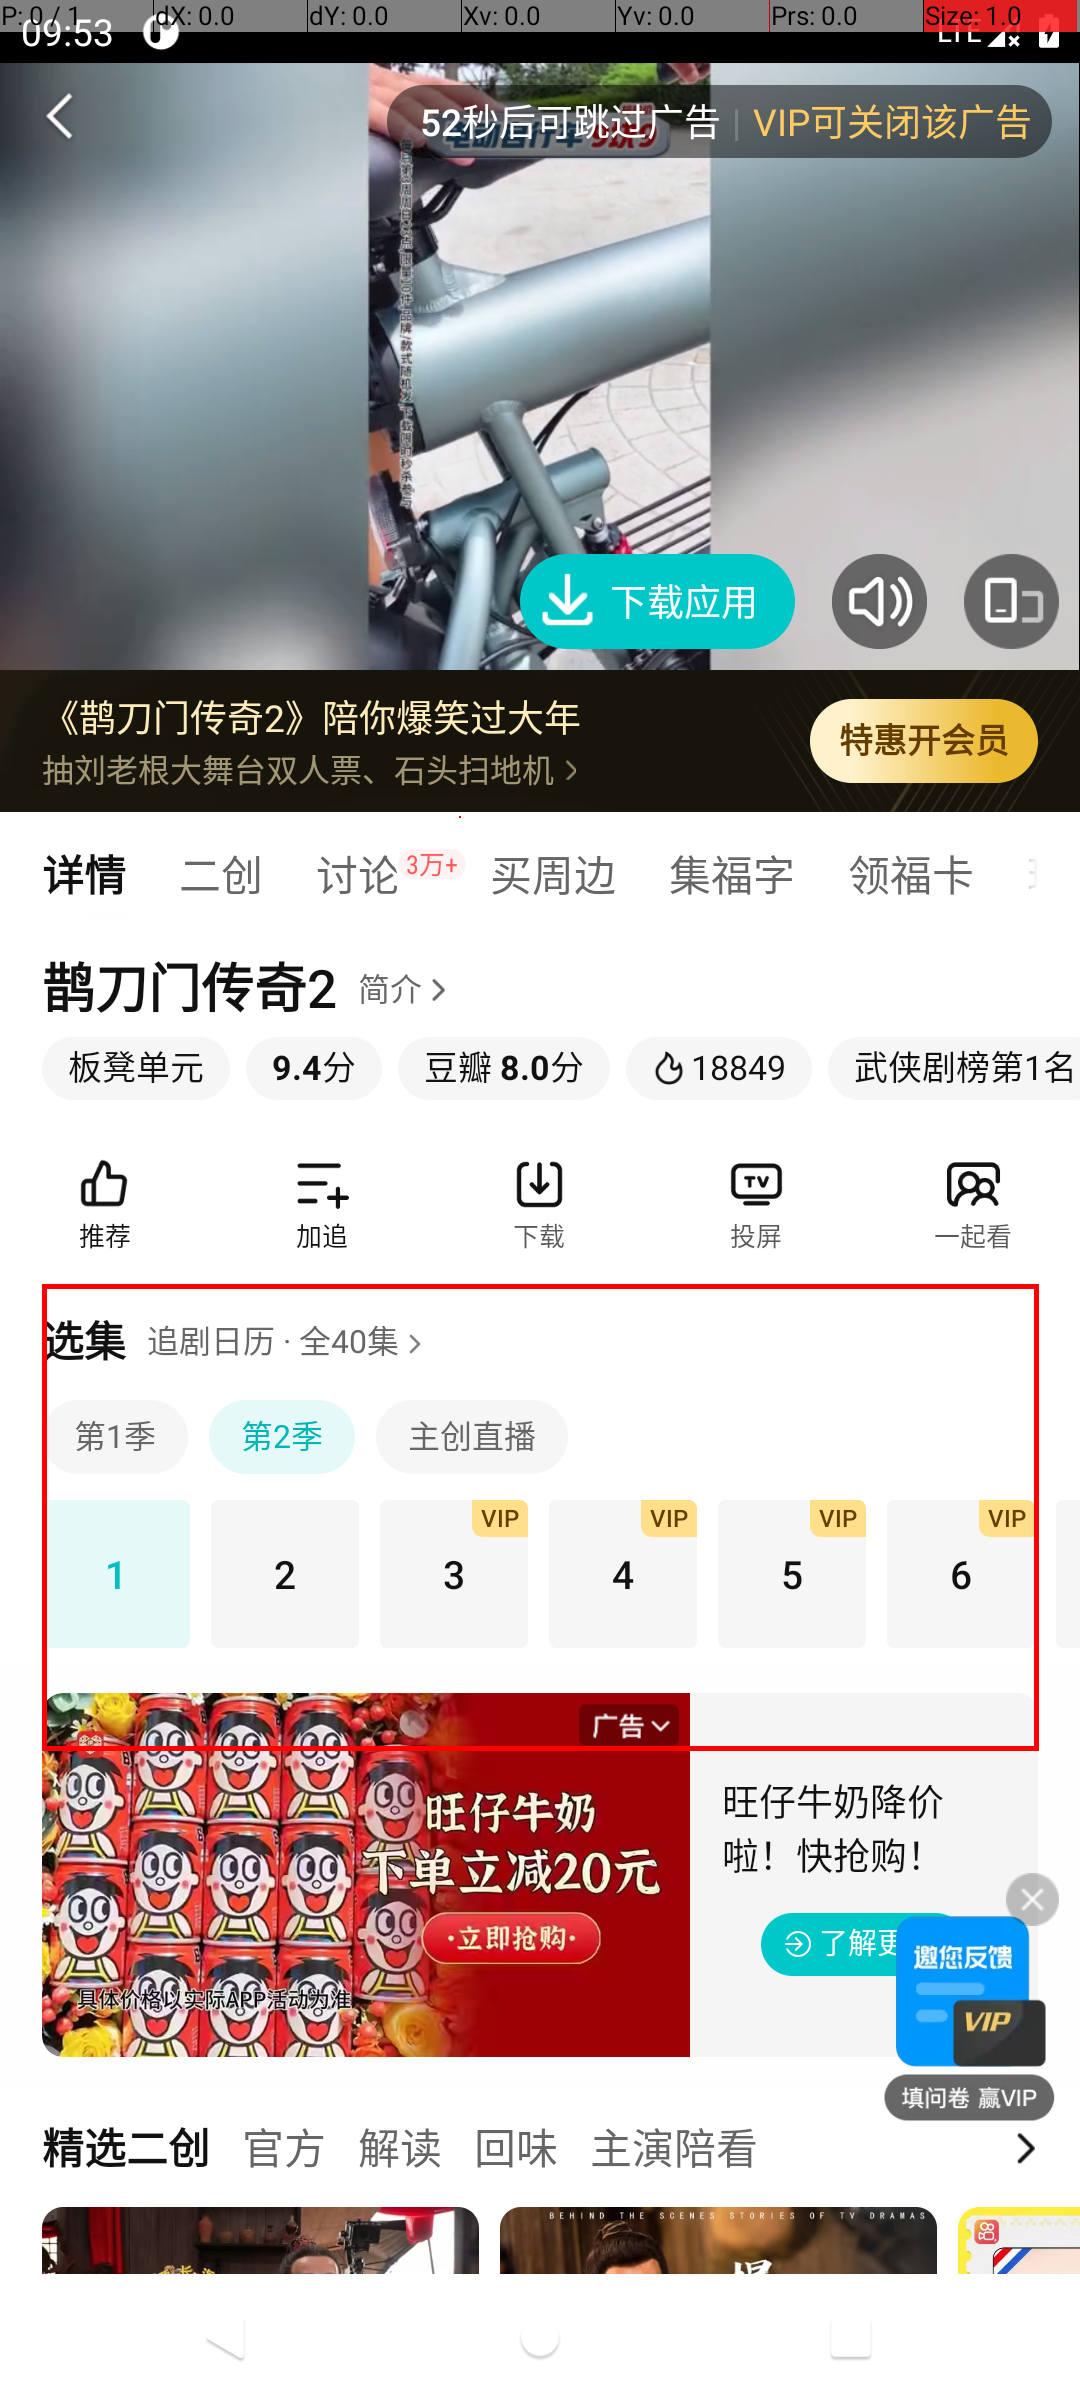 P: 0 / 1 dX: 0.0 dY: 0.0 Xv: 0.0 Yv: 0.0 Prs: 0.0 Size: 1.0
09:53 LTE
52秒后可跳过广告 | VIP可关闭该广告
下载应用
《鹊刀门传奇2》陪你爆笑过大年
抽刘老根大舞台双人票、石头扫地机
特惠开会员
详情 二创 讨论 3万+ 买周边 集福字 领福卡
鹊刀门传奇2 简介
板凳单元 9.4分 豆瓣 8.0分 18849 武侠剧榜第1名
推荐 加追 下载 投屏 一起看
选集 追剧日历 · 全40集
第1季 第2季 主创直播
1 2 3 VIP 4 VIP 5 VIP 6 VIP
广告
旺仔牛奶
下单立减20元
·立即抢购·
具体价格以实际APP活动为准
旺仔牛奶降价
啦！快抢购！
了解更
邀您反馈
VIP
填问卷 赢VIP
精选二创 官方 解读 回味 主演陪看
BEHIND THE SCENES STORIES OF TV DRAMAS